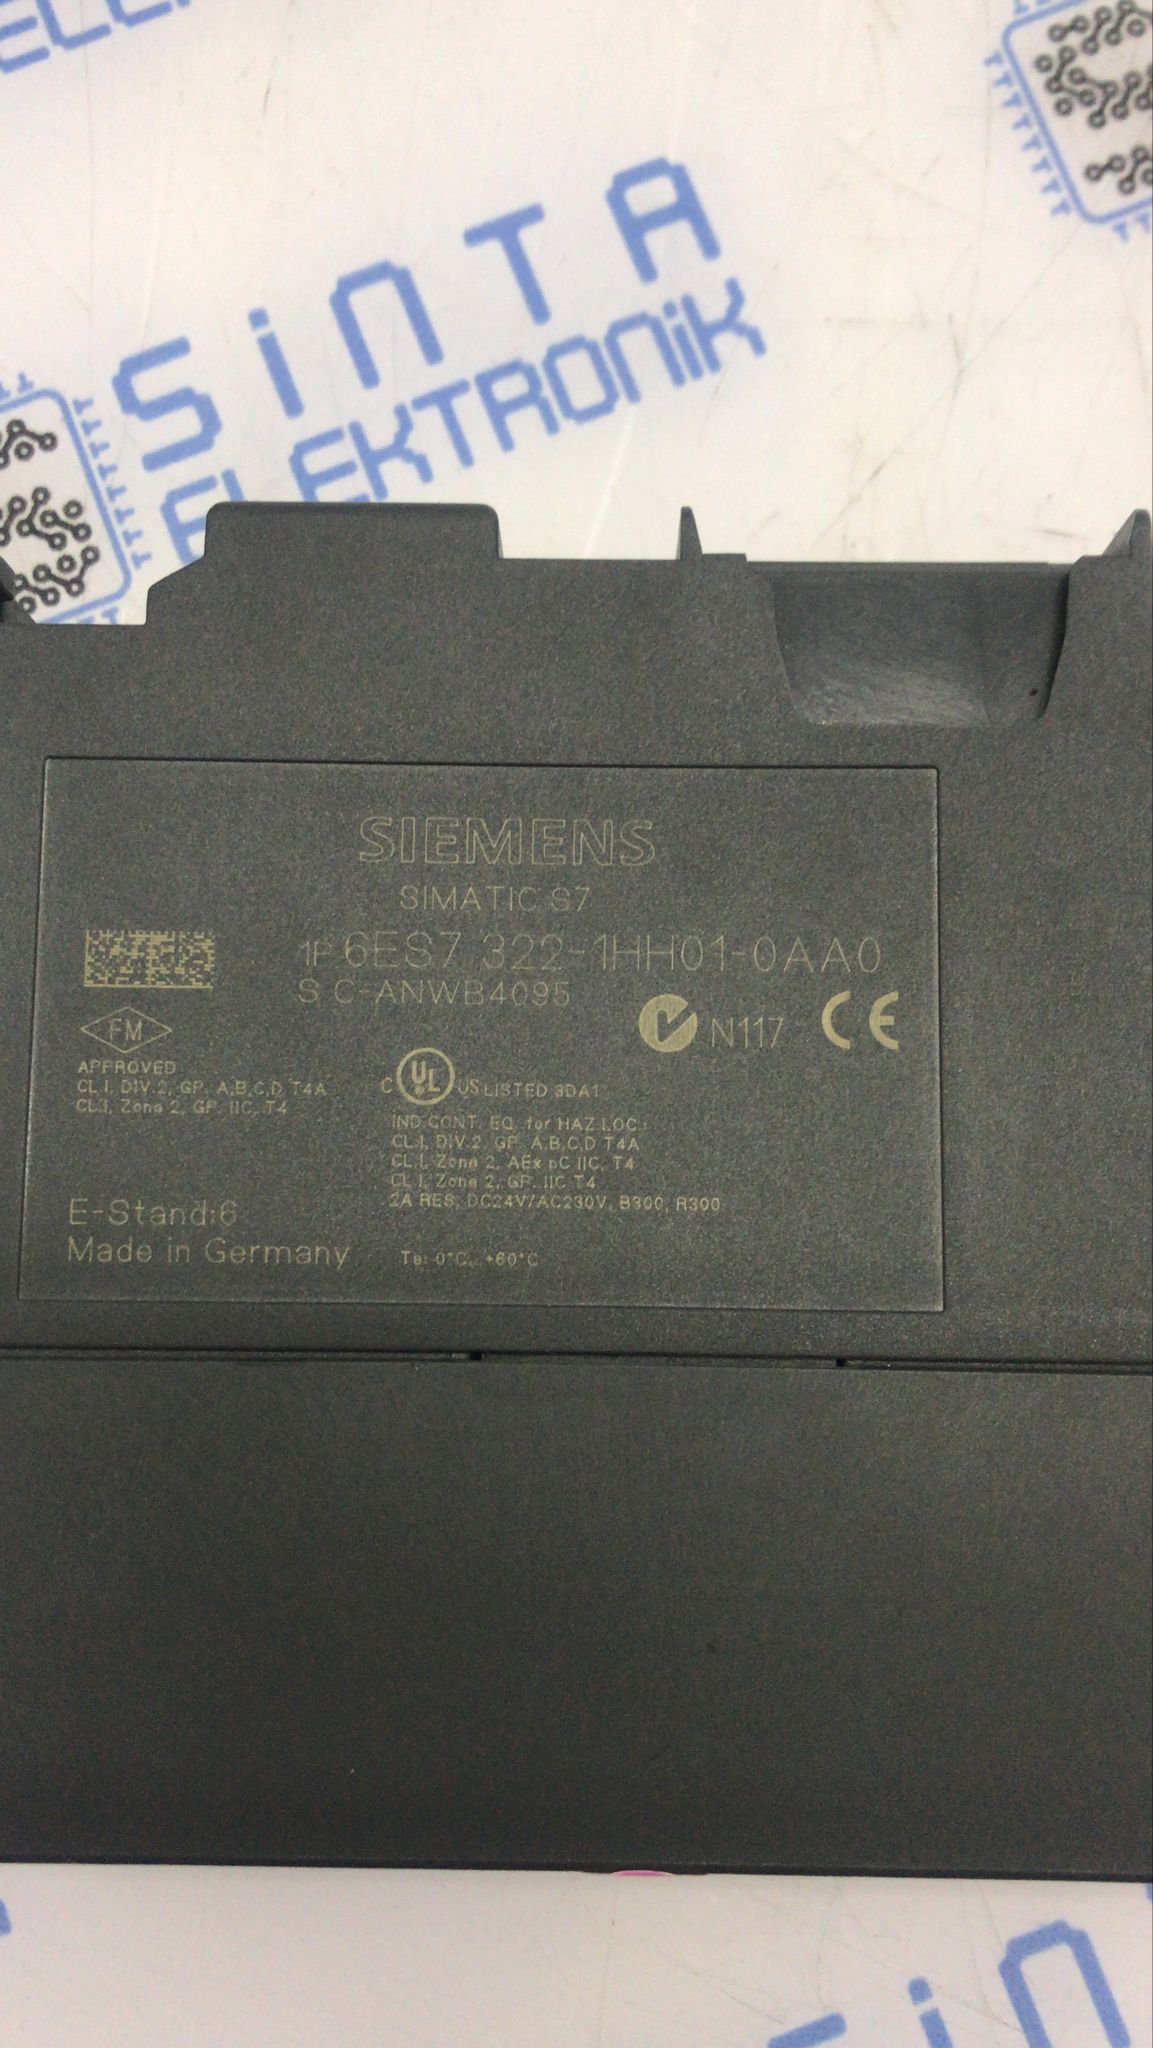 SiNTA
ELEKTRONiK
SIEMENS
SIMATIC S7
1P 6ES7 322-1HH01-0AA0
S C-ANWB4095
N117 CE
FM
APPROVED
CL I, DIV.2, GP. A,B,C,D T4A
CL.I, Zone 2, GP. IIC, T4
C UL US LISTED 3DA1
IND.CONT. EQ. for HAZ.LOC.:
CL.I, DIV.2, GP. A,B,C,D T4A
CL.I, Zone 2, AEx nC IIC, T4
CL.I, Zone 2, GP. IIC T4
2A RES; DC24V/AC230V, B300, R300
E-Stand:6
Made in Germany
0°C...+60°C